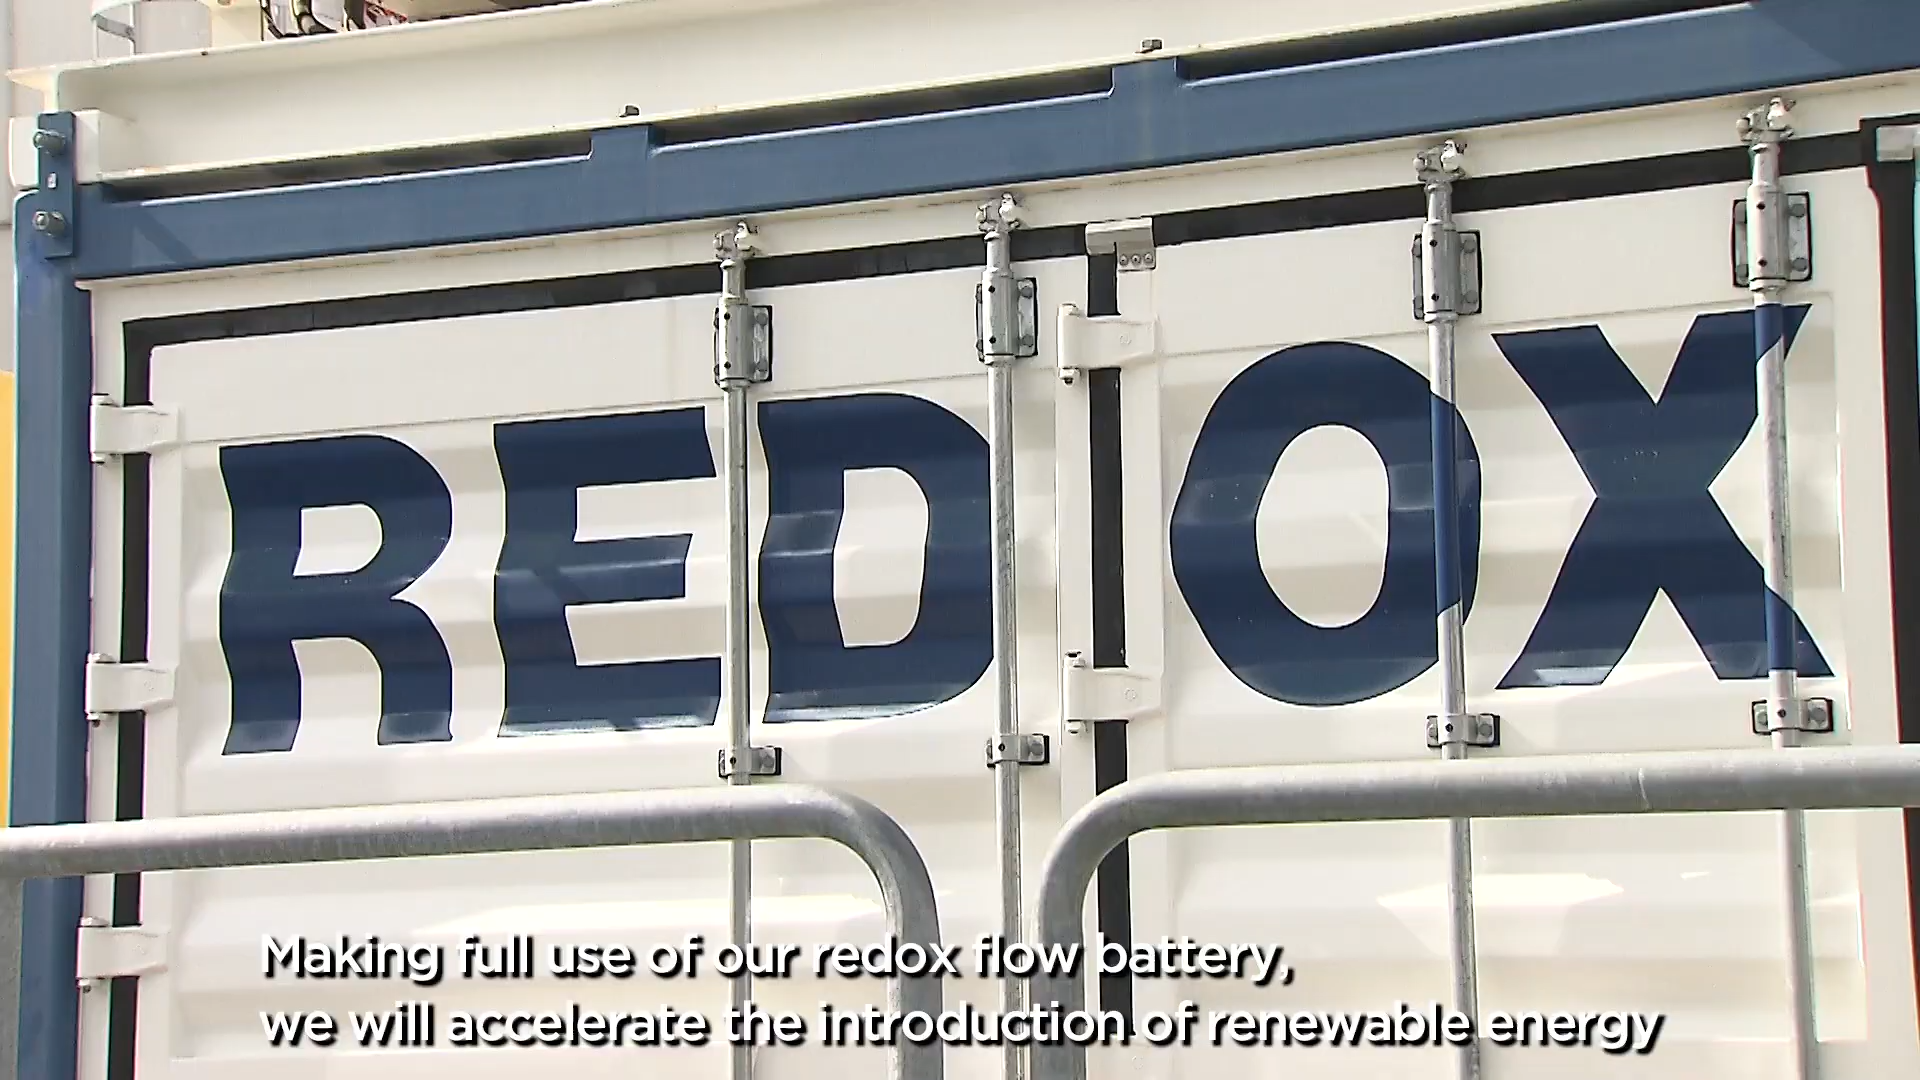 REDOX
Making full use of our redox flow battery,
we will accelerate the introduction of renewable energy